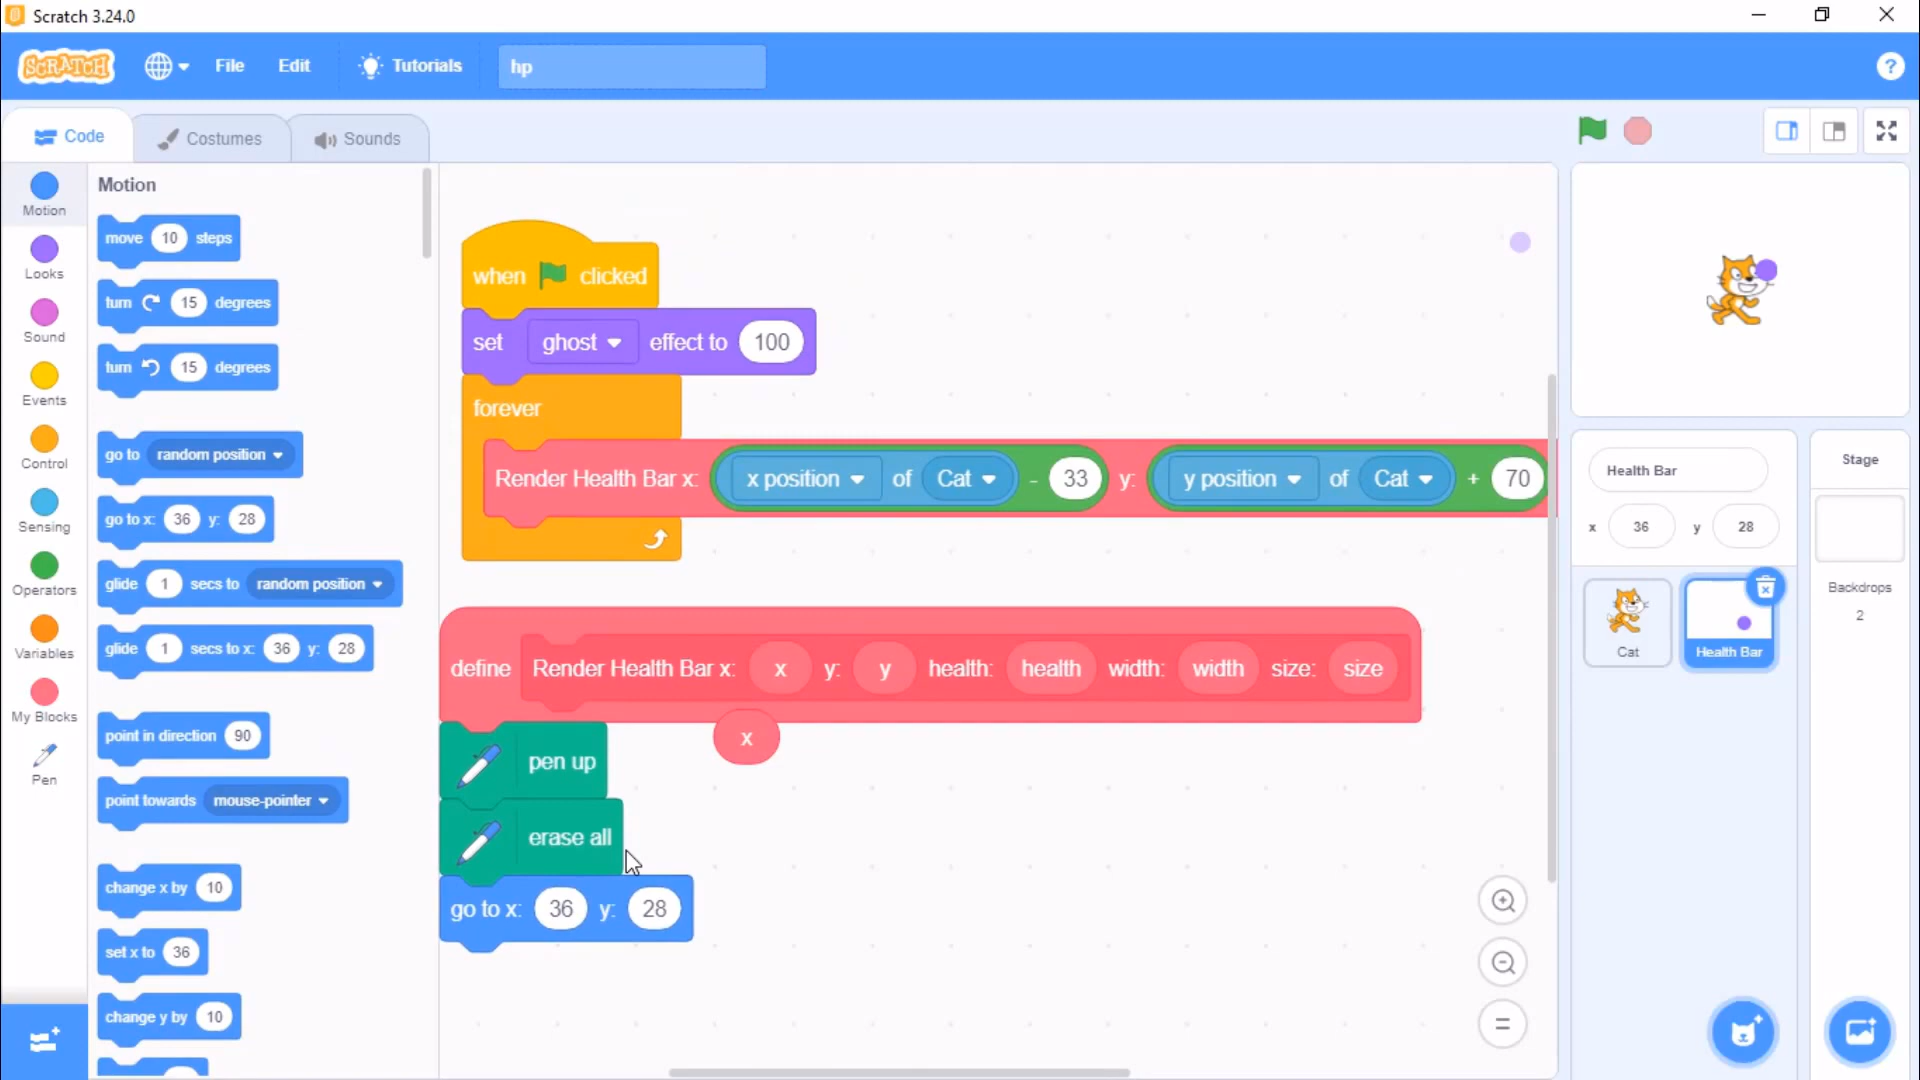 Scratch 3.24.0
SCRATCH
File
Edit
Tutorials
hp
?
Code
Costumes
Sounds
Motion
Looks
Sound
Events
Control
Sensing
Operators
Variables
My Blocks
Pen
Motion
move 10 steps
turn 15 degrees
turn 15 degrees
go to random position
go to x: 36 y: 28
glide 1 secs to random position
glide 1 secs to x: 36 y: 28
point in direction 90
point towards mouse-pointer
change x by 10
set x to 36
change y by 10
when clicked
set ghost effect to 100
forever
Render Health Bar x: x position of Cat - 33 y: y position of Cat + 70
define Render Health Bar x: x y: y health: health width: width size: size
x
pen up
erase all
go to x: 36 y: 28
Health Bar
x 36 y 28
Cat
Health Bar
Stage
Backdrops
2